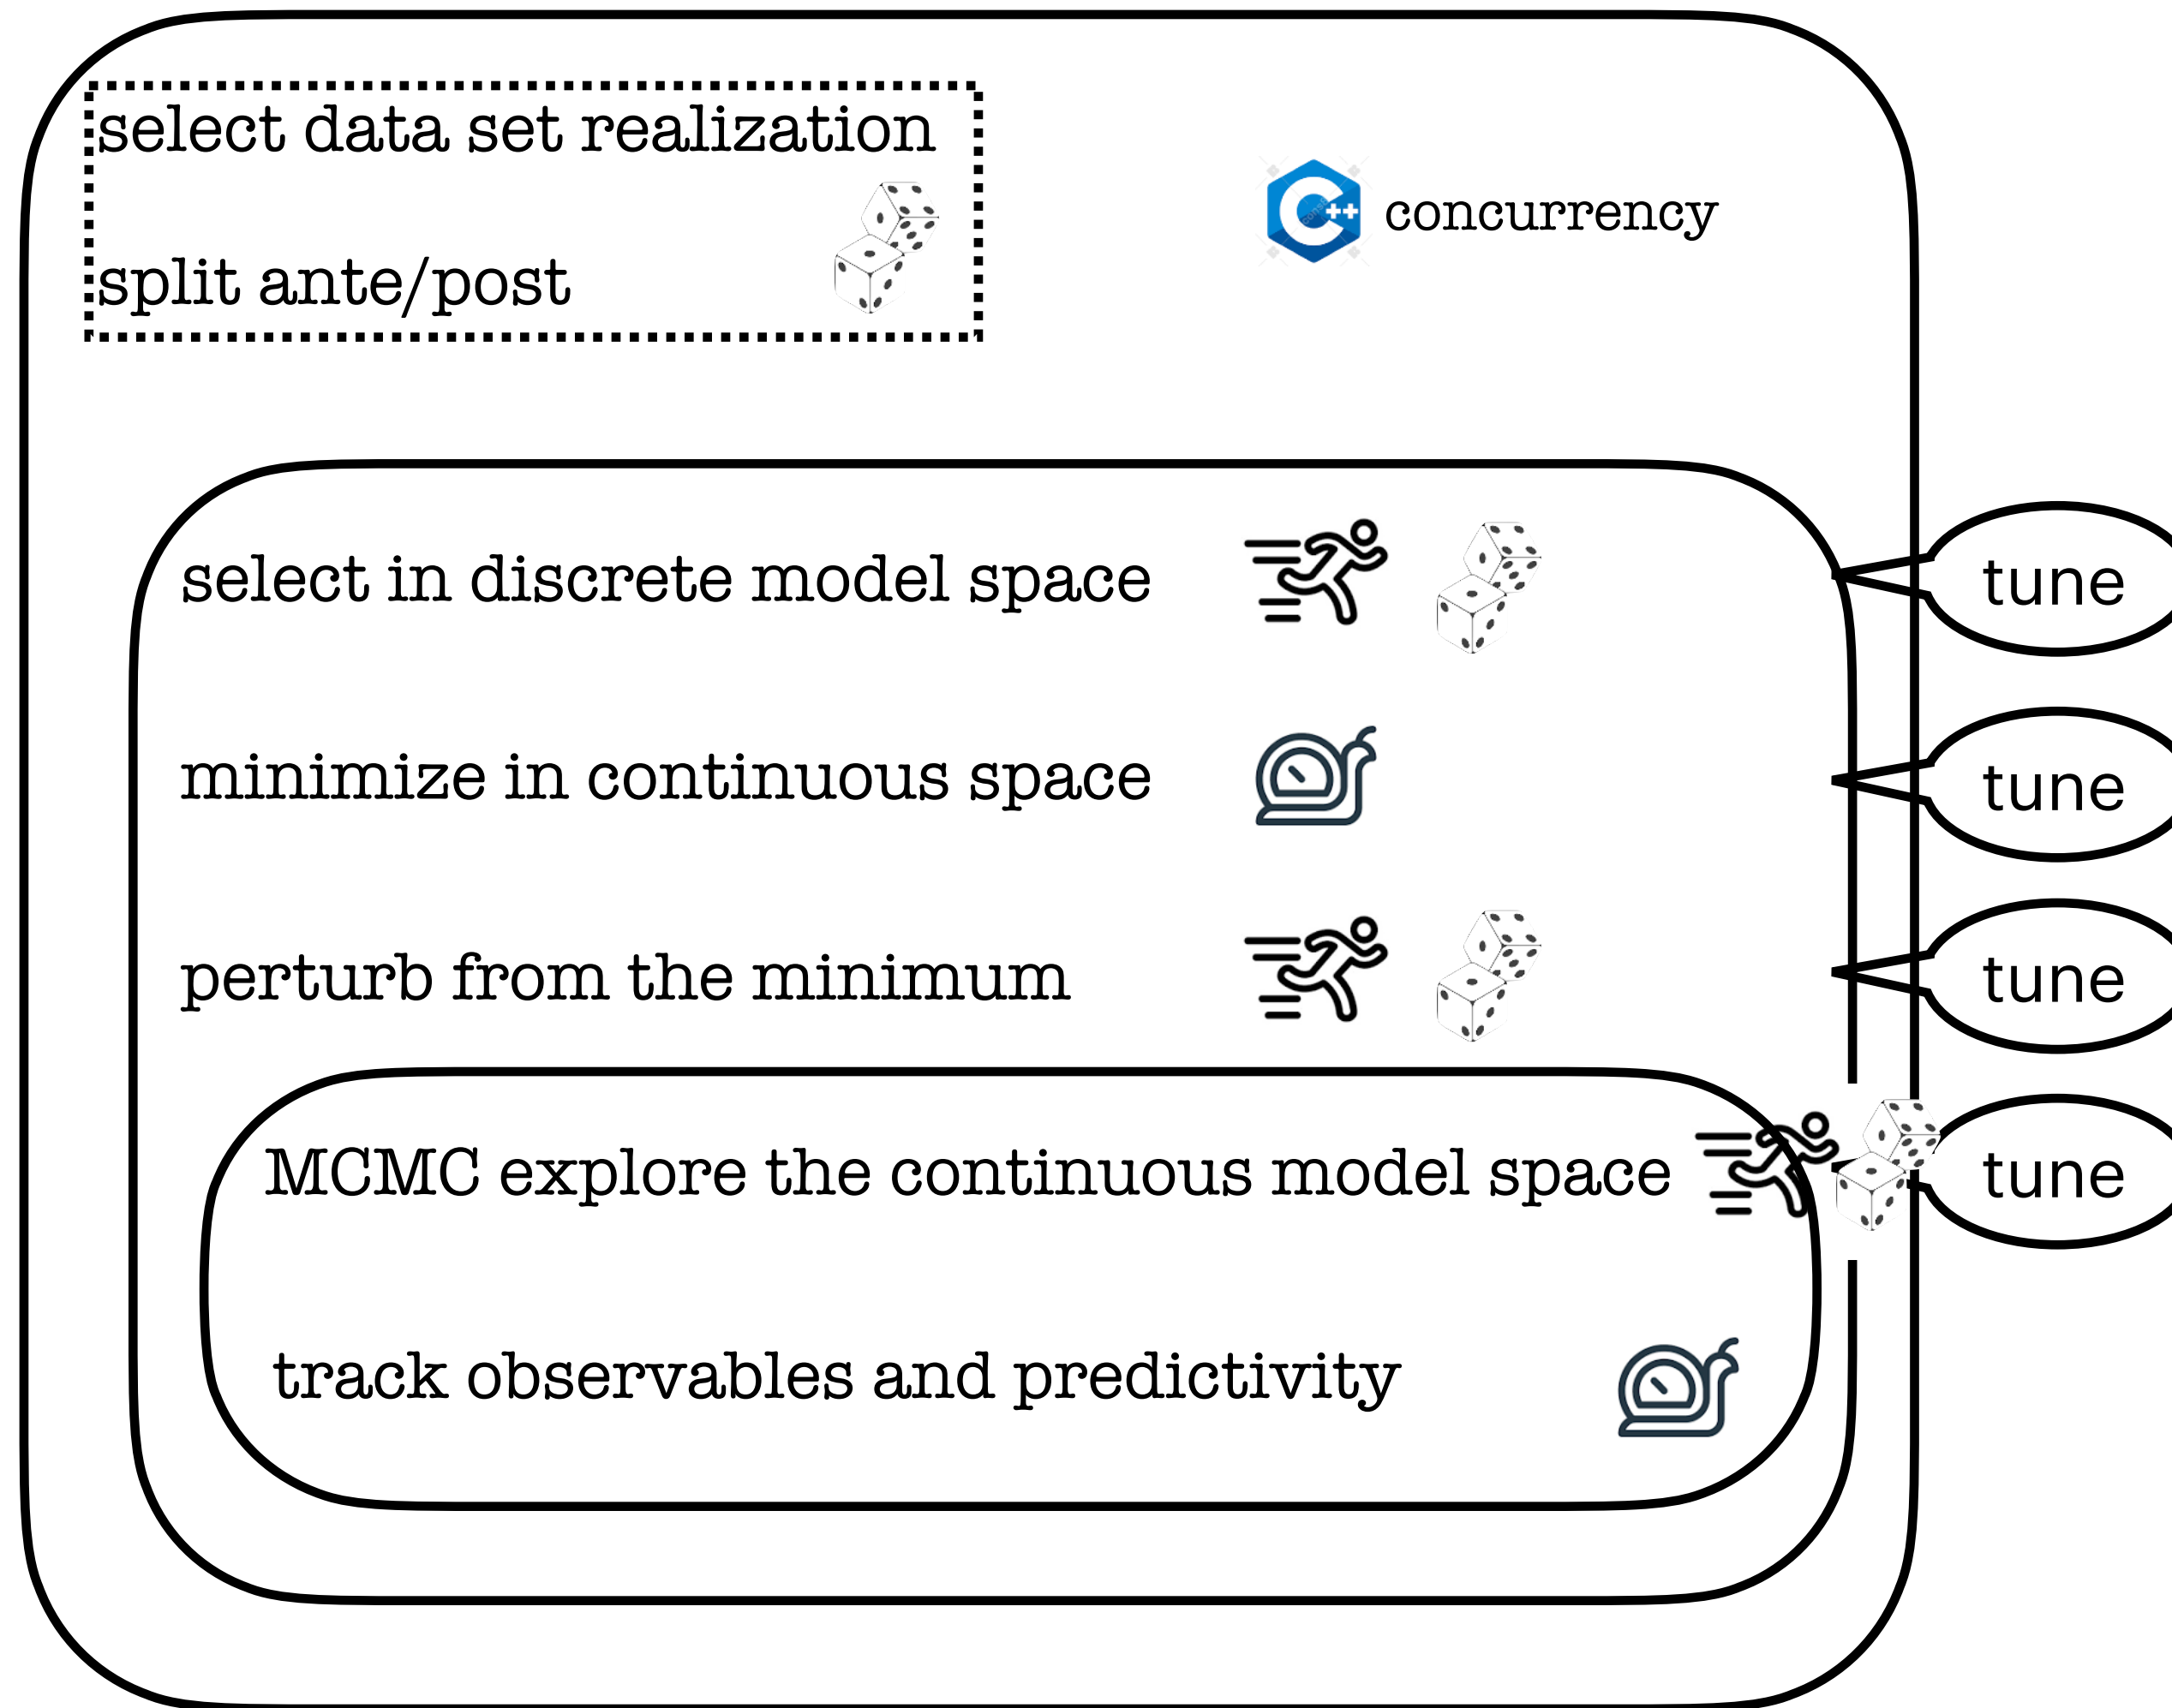 select data set realization
split ante/post
C++ concurrency
select in discrete model space
tune
minimize in continuous space
tune
perturb from the minimum
tune
MCMC explore the continuous model space
tune
track observables and predictivity